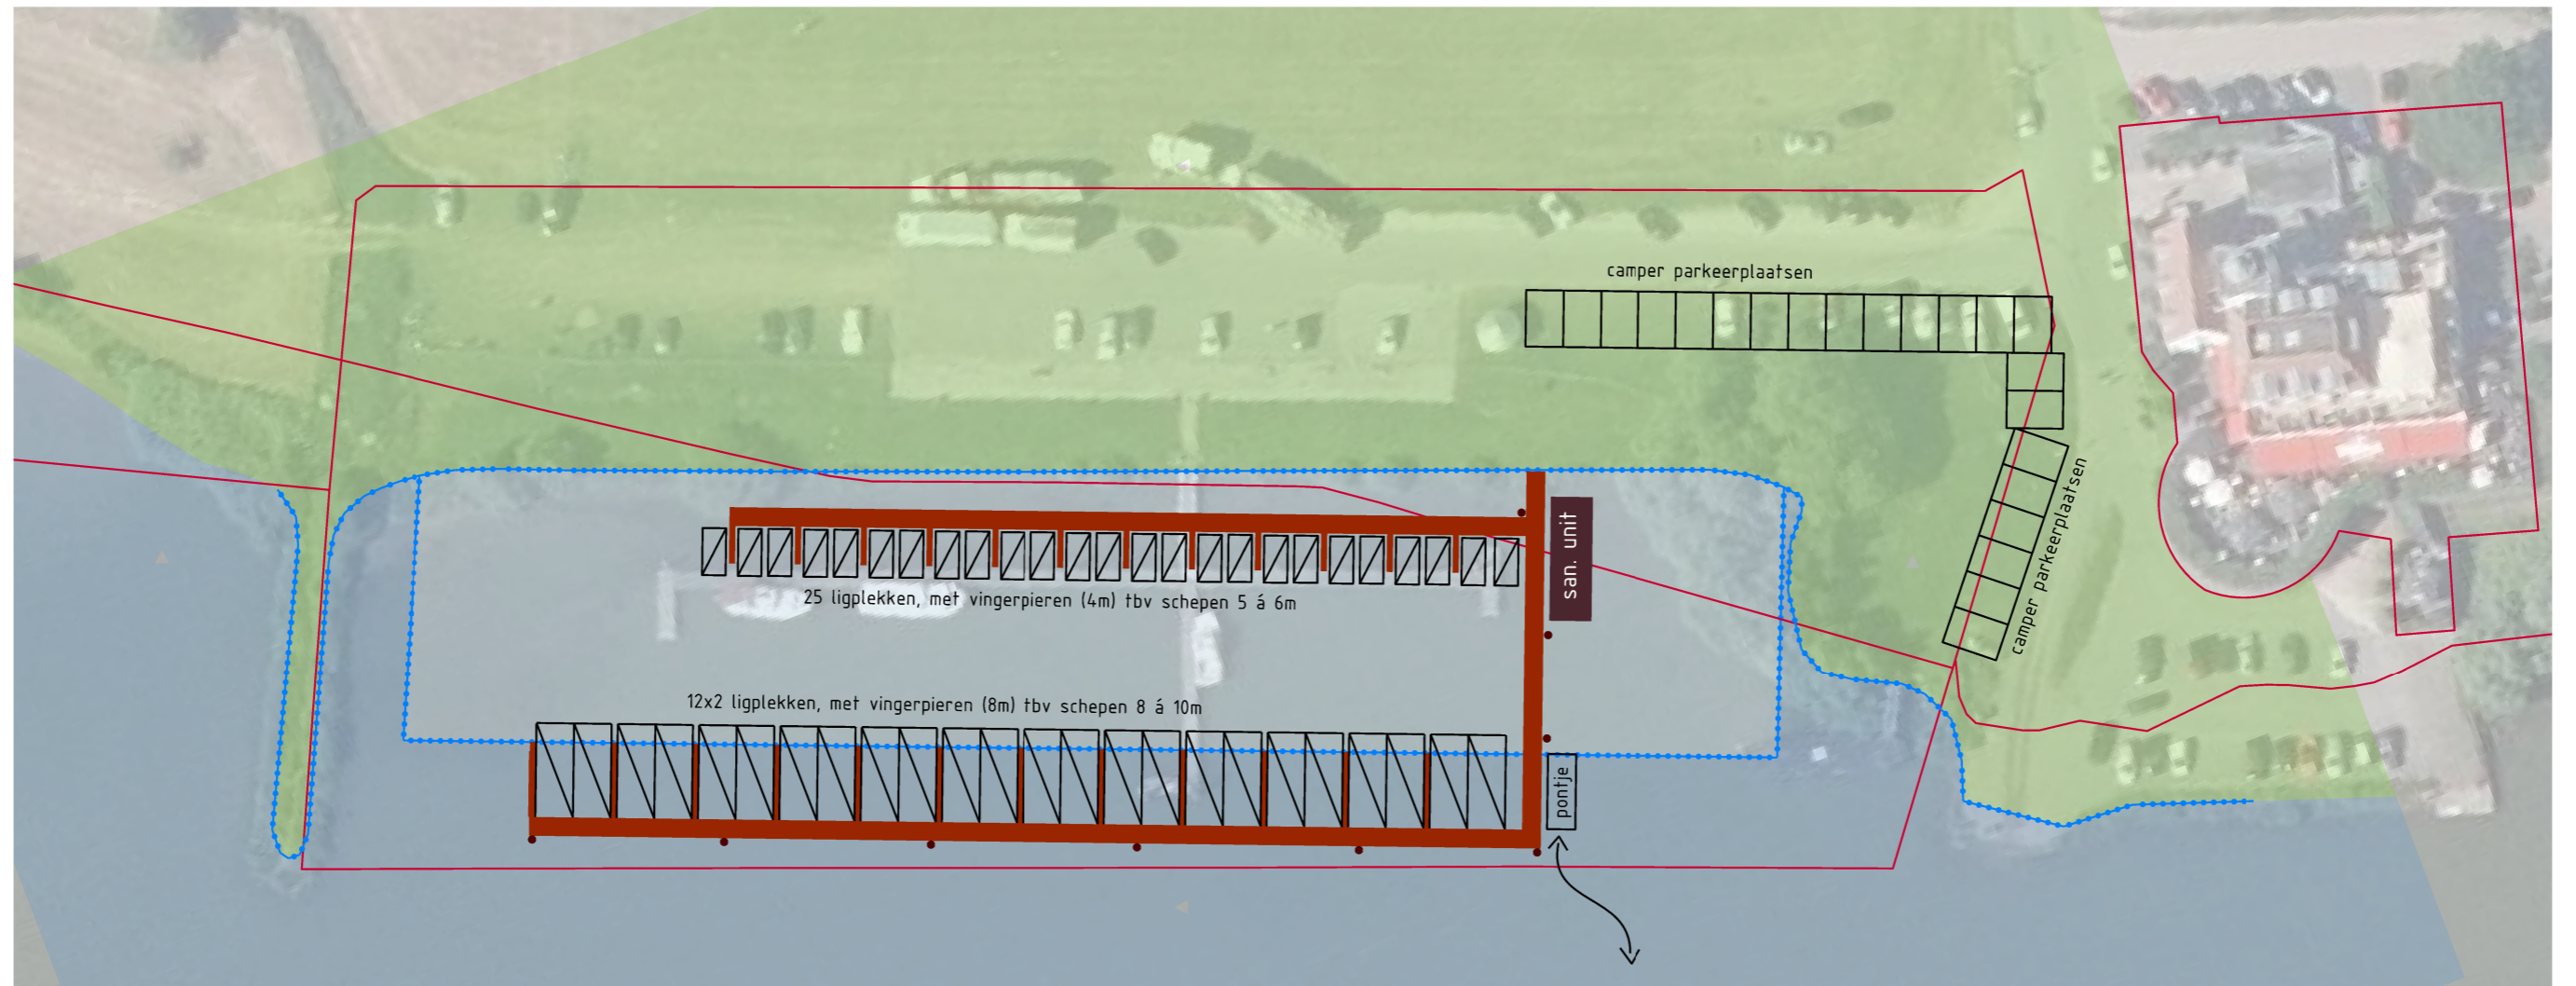 camper parkeerplaatsen
camper parkeerplaatsen
san. unit
25 ligplekken, met vingerpieren (4m) tbv schepen 5 á 6m
12x2 ligplekken, met vingerpieren (8m) tbv schepen 8 á 10m
pontje